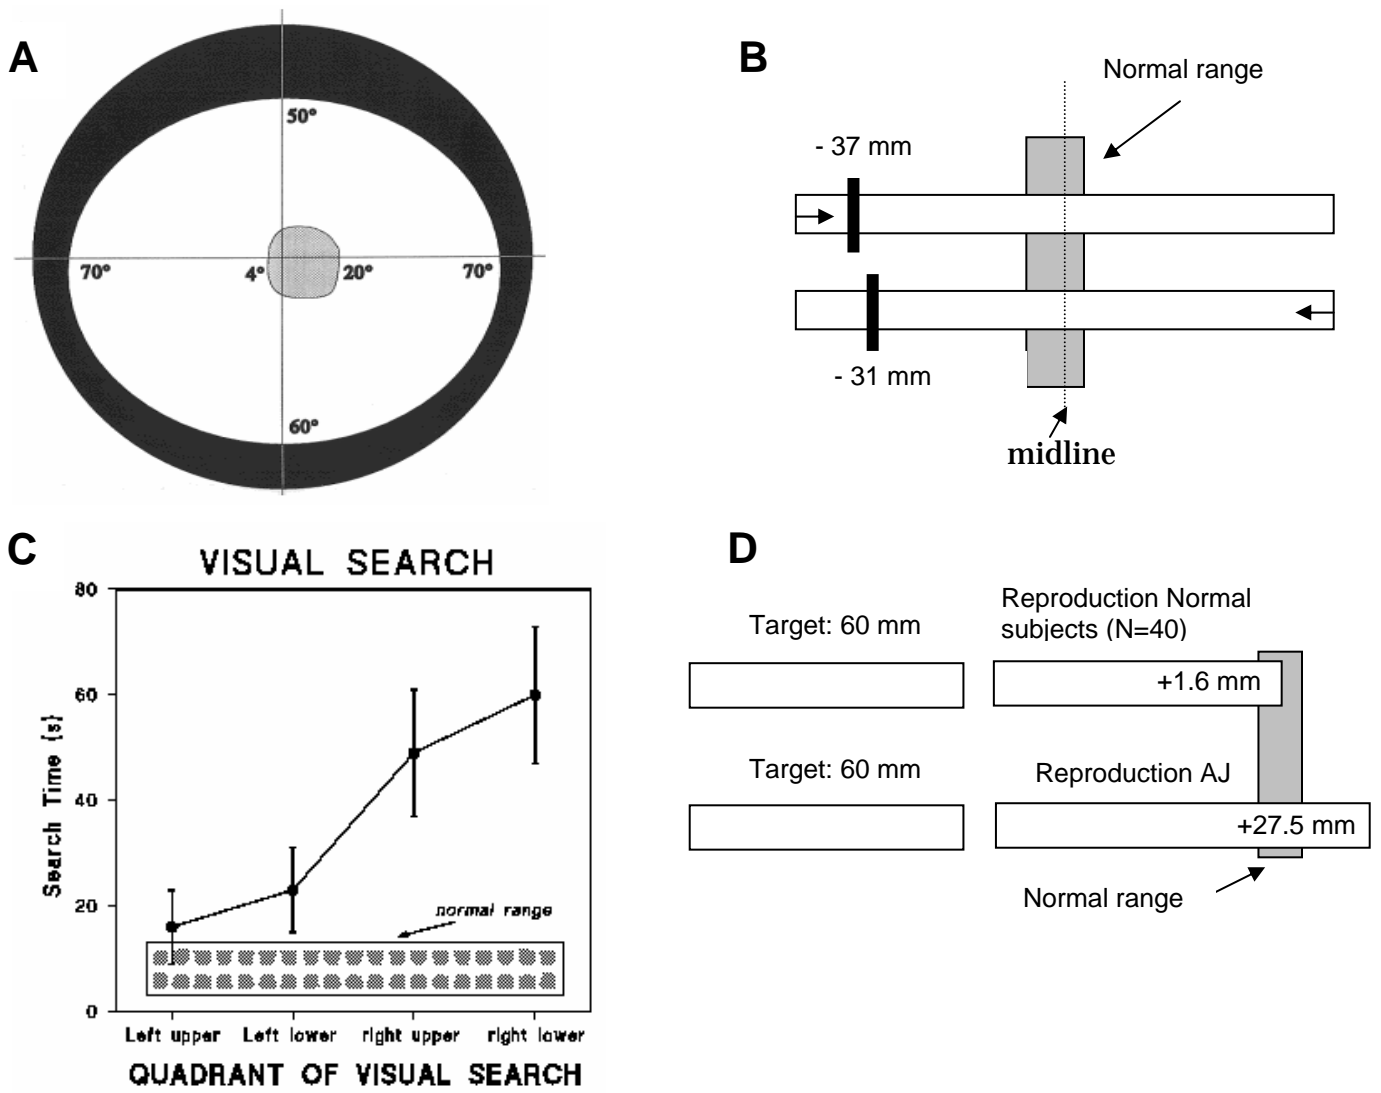 A
50°
70°
4°
20°
70°
60°
B
Normal range
- 37 mm
- 31 mm
midline
C
VISUAL SEARCH
80
60
40
20
0
Search Time (s)
normal range
Left upper
Left lower
right upper
right lower
QUADRANT OF VISUAL SEARCH
D
Target: 60 mm
Reproduction Normal
subjects (N=40)
+1.6 mm
Target: 60 mm
Reproduction AJ
+27.5 mm
Normal range